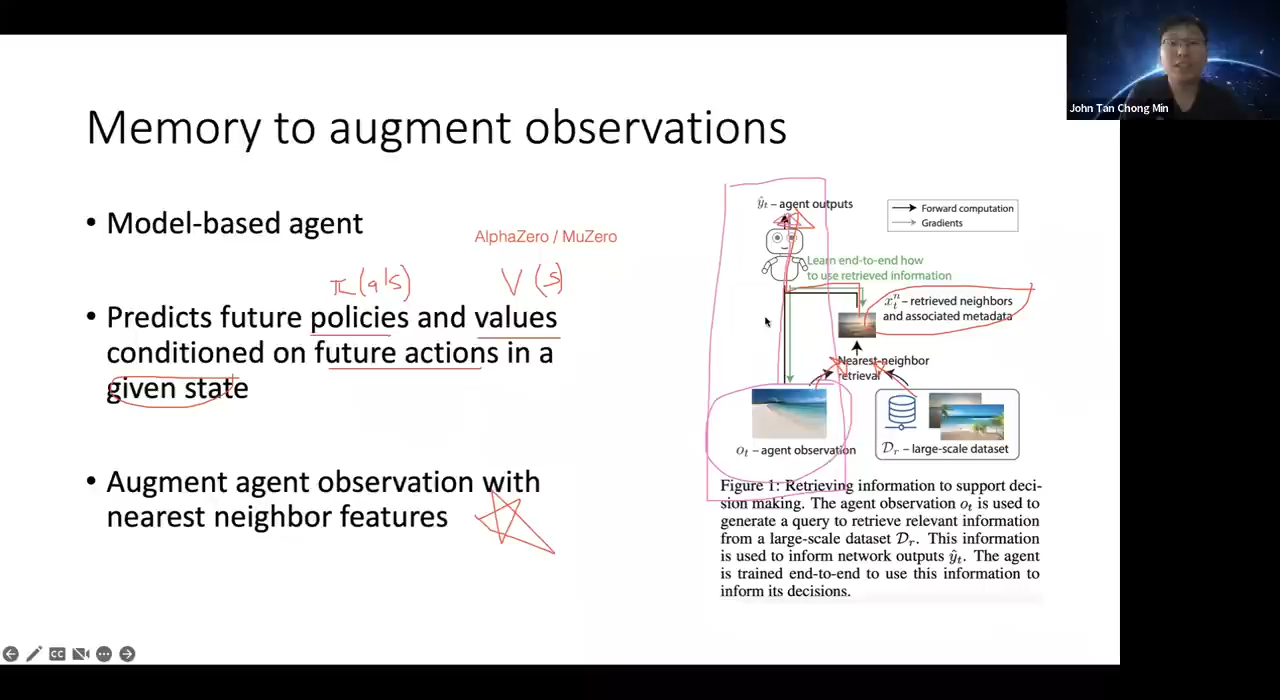 John Tan Chong Min
Memory to augment observations
• Model-based agent
AlphaZero / MuZero
π(a|s) V(s)
• Predicts future policies and values
conditioned on future actions in a
given state
• Augment agent observation with
nearest neighbor features
ŷt – agent outputs
Forward computation
Gradients
Learn end-to-end how
to use retrieved information
xₜⁿ – retrieved neighbors
and associated metadata
Nearest-neighbor
retrieval
oₜ – agent observation
𝒟ᵣ – large-scale dataset
Figure 1: Retrieving information to support deci-
sion making. The agent observation oₜ is used to
generate a query to retrieve relevant information
from a large-scale dataset 𝒟ᵣ. This information
is used to inform network outputs ŷₜ. The agent
is trained end-to-end to use this information to
inform its decisions.
CC